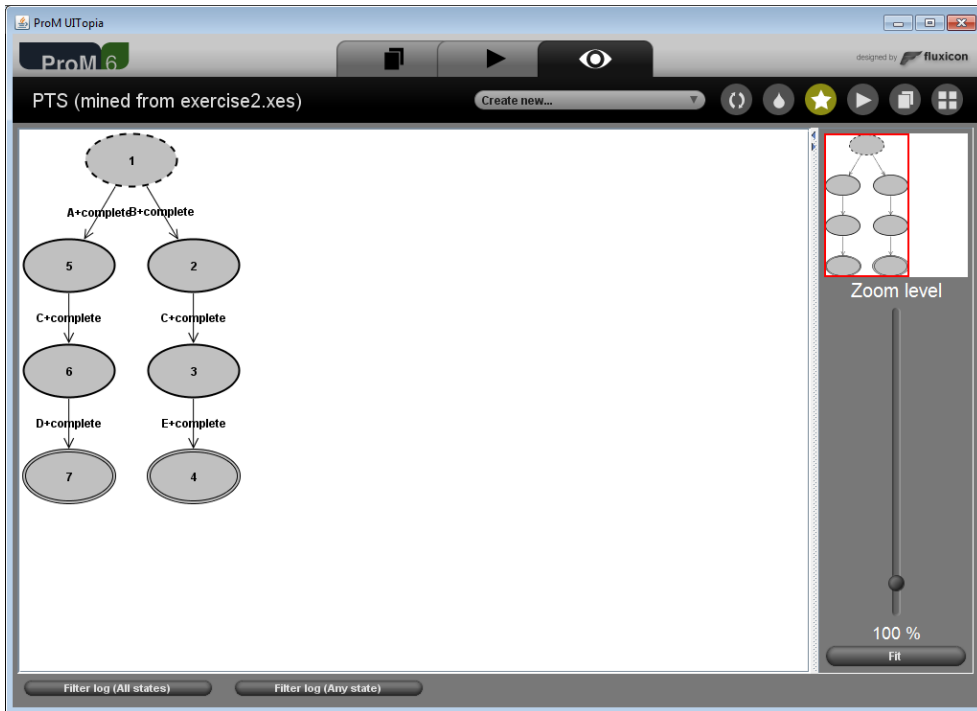 ProM UITopia
ProM 6
designed by fluxicon
PTS (mined from exercise2.xes)
Create new...
1
A+complete
B+complete
5
2
C+complete
C+complete
6
3
D+complete
E+complete
7
4
Zoom level
100 %
Fit
Filter log (All states)
Filter log (Any state)